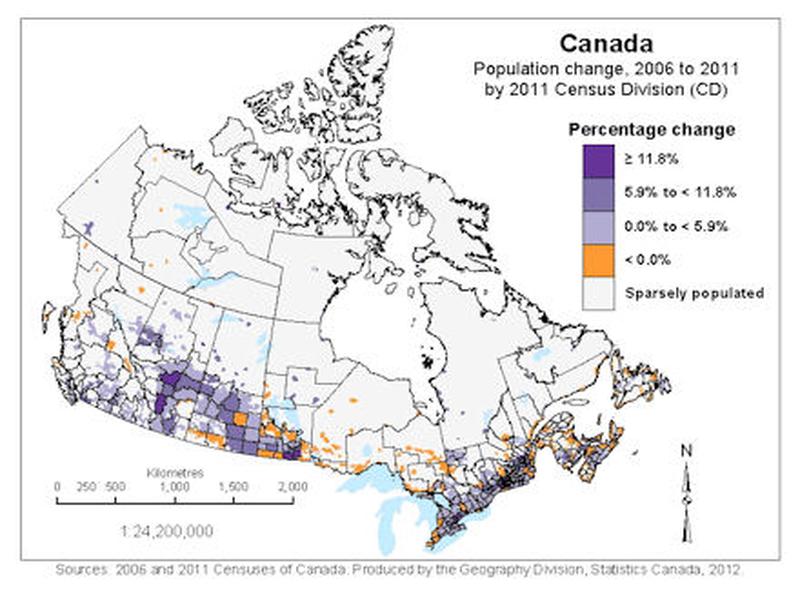 Canada
Population change, 2006 to 2011
by 2011 Census Division (CD)
Percentage change
≥ 11.8%
5.9% to < 11.8%
0.0% to < 5.9%
< 0.0%
Sparsely populated
N
Kilometres
0 250 500 1,000 1,500 2,000
1:24,200,000
Sources: 2006 and 2011 Censuses of Canada. Produced by the Geography Division, Statistics Canada, 2012.